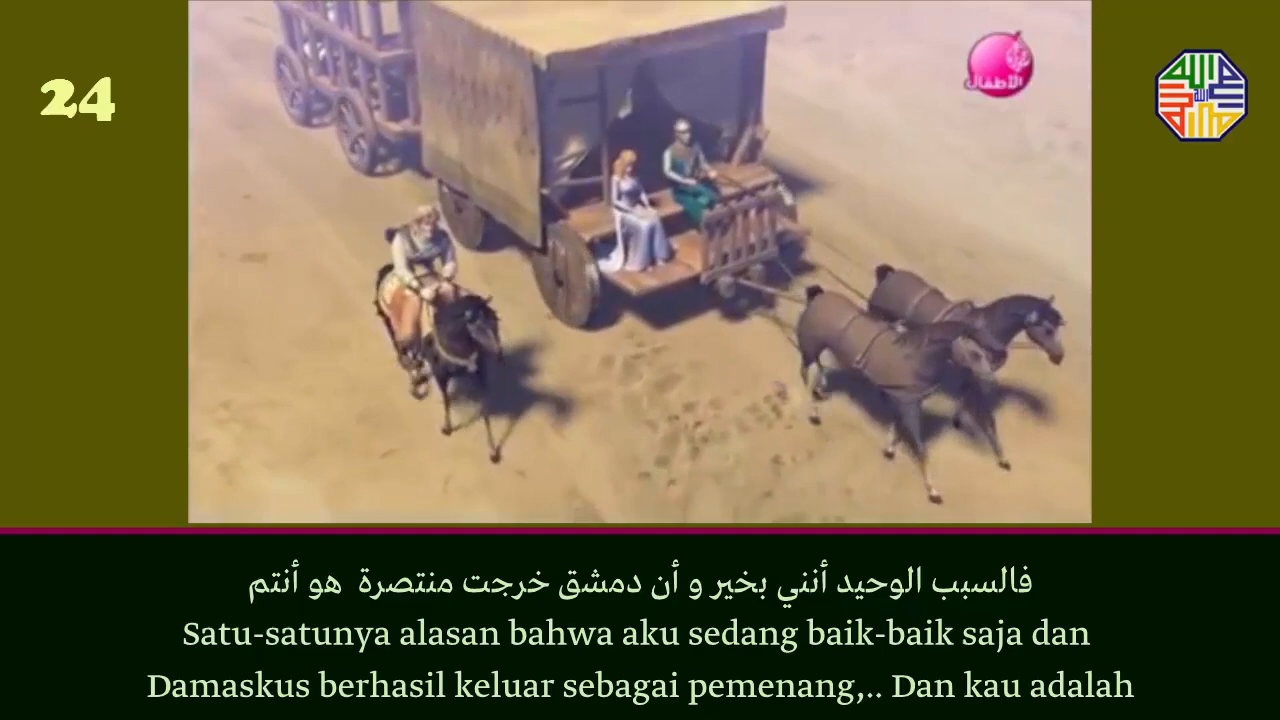 24
الأطفال
فالسبب الوحيد أنني بخير و أن دمشق خرجت منتصرة هو أنتم
Satu-satunya alasan bahwa aku sedang baik-baik saja dan
Damaskus berhasil keluar sebagai pemenang,.. Dan kau adalah